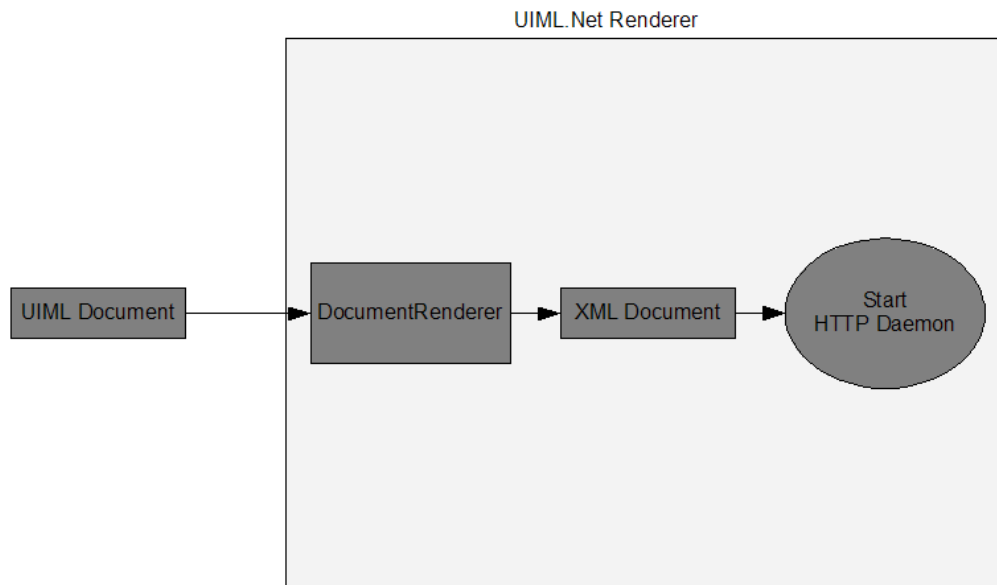 UIML.Net Renderer
UIML Document
DocumentRenderer
XML Document
Start
HTTP Daemon